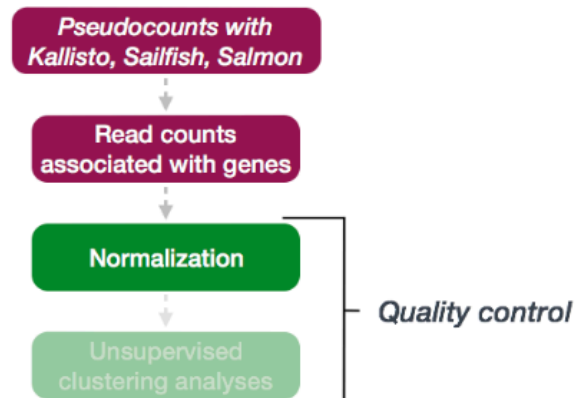 Pseudocounts with
Kallisto, Sailfish, Salmon
Read counts
associated with genes
Normalization
Quality control
Unsupervised
clustering analyses